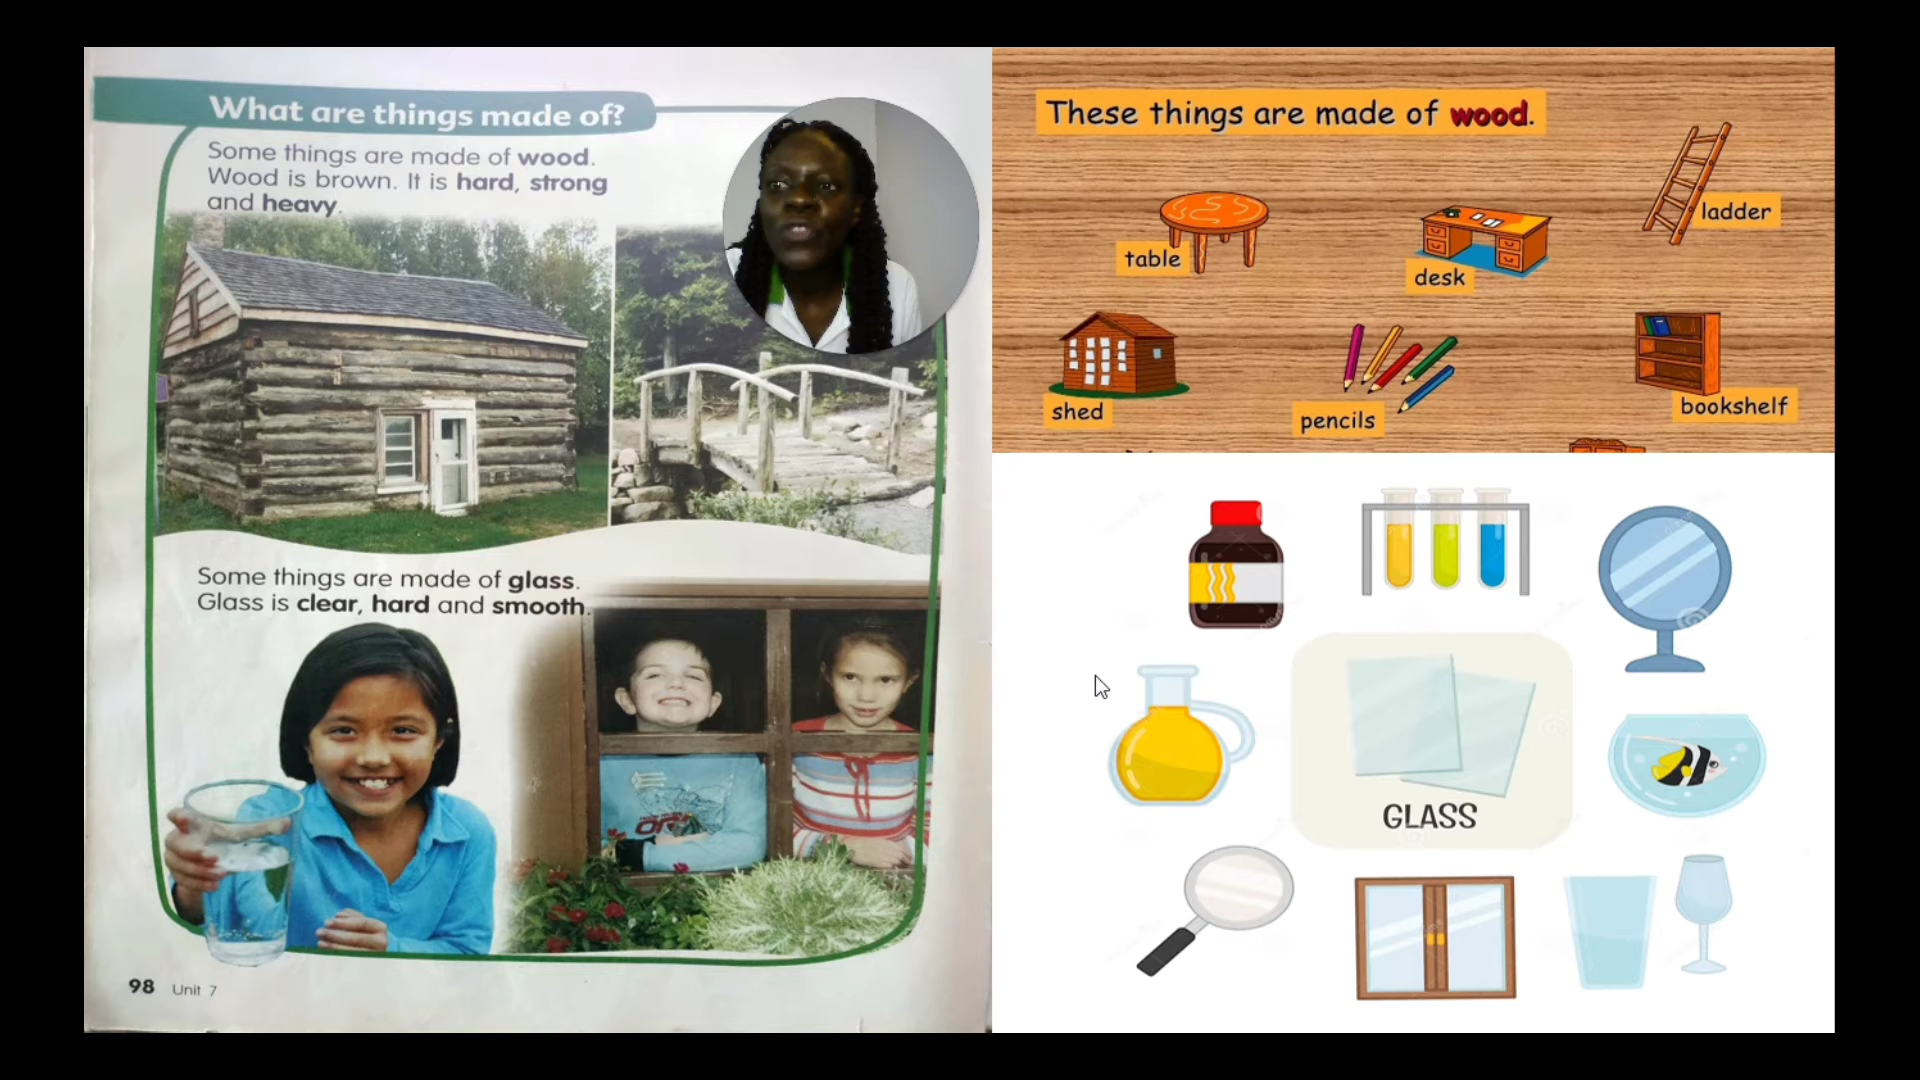 What are things made of?
Some things are made of wood.
Wood is brown. It is hard, strong
and heavy.
Some things are made of glass.
Glass is clear, hard and smooth.
98 Unit 7
These things are made of wood.
ladder
table
desk
shed
pencils
bookshelf
GLASS